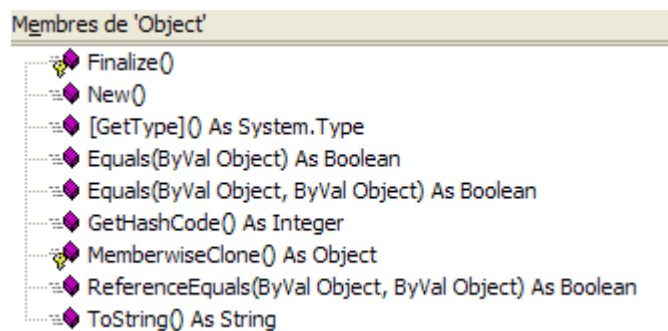 Membres de 'Object'
Finalize()
New()
[GetType]() As System.Type
Equals(ByVal Object) As Boolean
Equals(ByVal Object, ByVal Object) As Boolean
GetHashCode() As Integer
MemberwiseClone() As Object
ReferenceEquals(ByVal Object, ByVal Object) As Boolean
ToString() As String